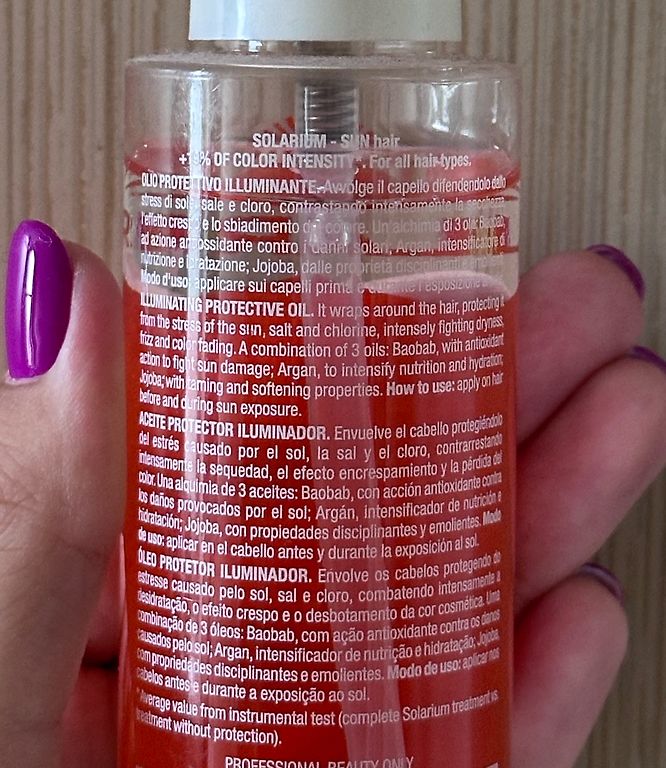 SOLARIUM - SUN hair
OF COLOR INTENSITY*. For all hair types.
OLIO PROTETTIVO ILLUMINANTE. Avvolge il capello difendendolo dallo
stress di sole, sale e cloro, contrastando intensamente la secchezza
l'effetto crespo e lo sbiadimento del colore. Un'alchimia di 3 oli: Baobab,
ad azione antiossidante contro i danni solari, Argan, intensificatore di
nutrizione e idratazione; Jojoba, dalle proprietà disciplinanti
Modo d'uso: applicare sui capelli prima e durante l'esposizione
ILLUMINATING PROTECTIVE OIL. It wraps around the hair, protecting it
from the stress of the sun, salt and chlorine, intensely fighting dryness,
frizz and color fading. A combination of 3 oils: Baobab, with antioxidant
action to fight sun damage; Argan, to intensify nutrition and hydration;
Jojoba, with taming and softening properties. How to use: apply on hair
before and during sun exposure.
ACEITE PROTECTOR ILUMINADOR. Envuelve el cabello protegiéndolo
del estrés causado por el sol, la sal y el cloro, contrarrestando
intensamente la sequedad, el efecto encrespamiento y la pérdida del
color. Una alquimia de 3 aceites: Baobab, con acción antioxidante contra
los daños provocados por el sol; Argán, intensificador de nutrición e
hidratación; Jojoba, con propiedades disciplinantes y emolientes. Modo
de uso: aplicar en el cabello antes y durante la exposición al sol.
ÓLEO PROTETOR ILUMINADOR. Envolve os cabelos protegendo do
estresse causado pelo sol, sal e cloro, combatendo intensamente a
desidratação, o efeito crespo e o desbotamento da cor cosmética. Uma
combinação de 3 óleos: Baobab, com ação antioxidante contra os danos
causados pelo sol; Argan, intensificador de nutrição e hidratação; Jojoba,
com propriedades disciplinantes e emolientes. Modo de uso: aplicar nos
cabelos antes e durante a exposição ao sol.
*Average value from instrumental test (complete Solarium treatment vs
treatment without protection).
PROFESSIONAL BEAUTY ONLY